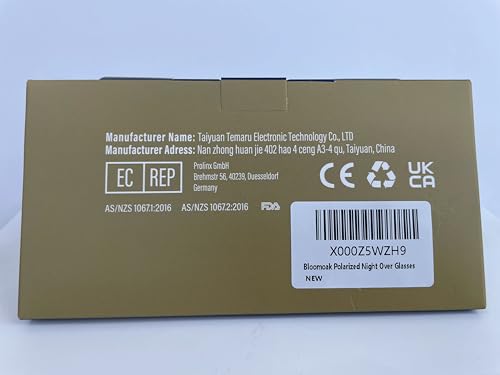 Manufacturer Name: Taiyuan Temaru Electronic Technology Co., LTD
Manufacturer Adress: Nan zhong huan jie 402 hao 4 ceng A3-4 qu, Taiyuan, China
EC REP
Prolinx GmbH
Brehmstr 56, 40239, Duesseldorf
Germany
CE
UK
CA
AS/NZS 1067.1:2016 AS/NZS 1067.2:2016 FDA
X000Z5WZH9
Bloomoak Polarized Night Over Glasses
NEW